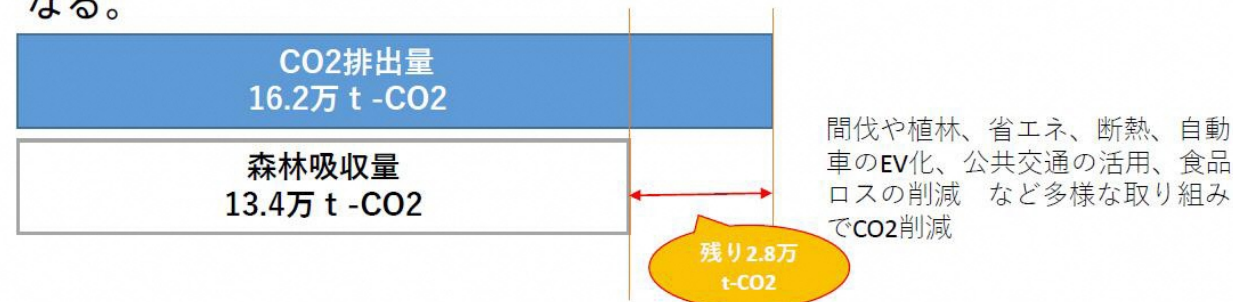 なる。
CO2排出量
16.2万 t -CO2
森林吸収量
13.4万 t -CO2
間伐や植林、省エネ、断熱、自動
車のEV化、公共交通の活用、食品
ロスの削減　など多様な取り組み
でCO2削減
残り2.8万
t-CO2